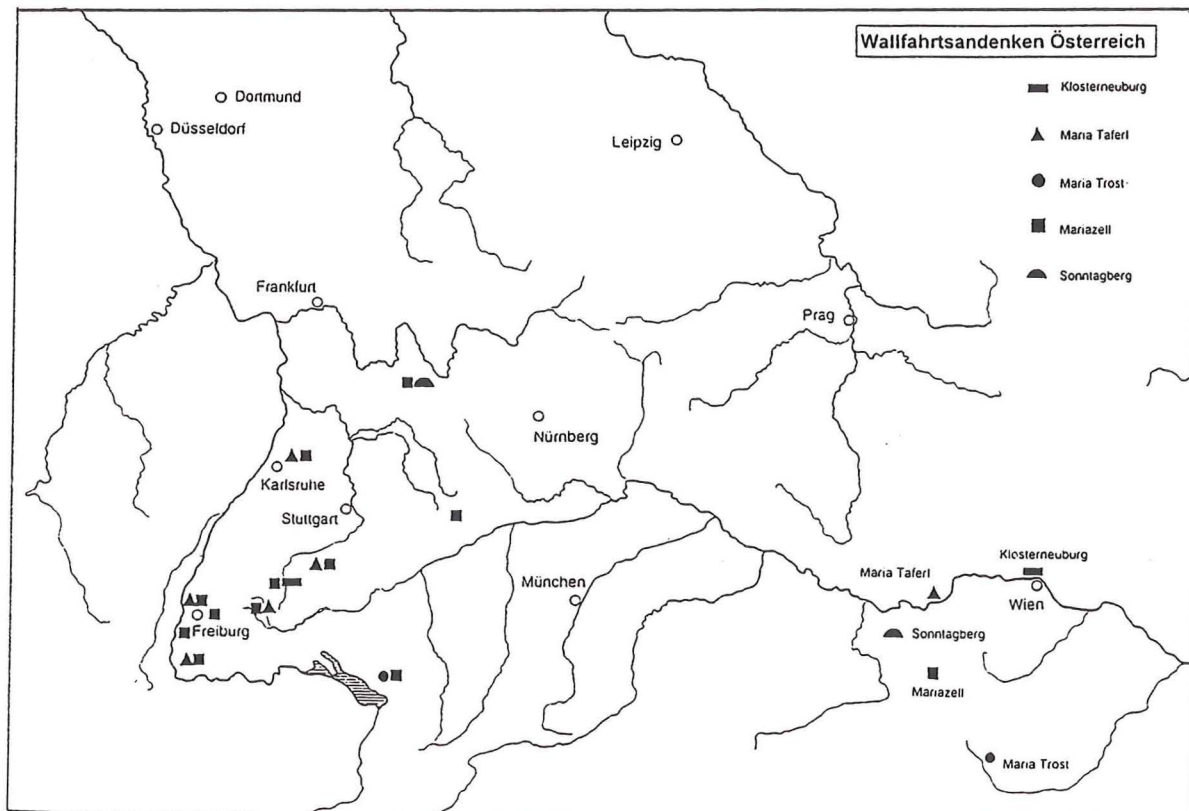 Wallfahrtsandenken Österreich
Klosterneuburg
Maria Taferl
Maria Trost
Mariazell
Sonntagberg
Dortmund
Düsseldorf
Leipzig
Frankfurt
Prag
Nürnberg
Karlsruhe
Stuttgart
München
Freiburg
Klosterneuburg
Maria Taferl
Wien
Sonntagberg
Mariazell
Maria Trost